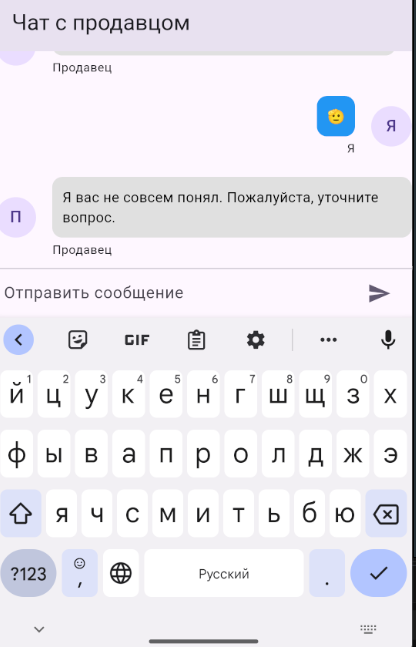 Чат с продавцом
Продавец
🫡
Я
Я
П
Я вас не совсем понял. Пожалуйста, уточните
вопрос.
Продавец
Отправить сообщение
GIF
й1 ц2 у3 к4 е5 н6 г7 ш8 щ9 з0 х
ф ы в а п р о л д ж э
я ч с м и т ь б ю
?123 , Русский .